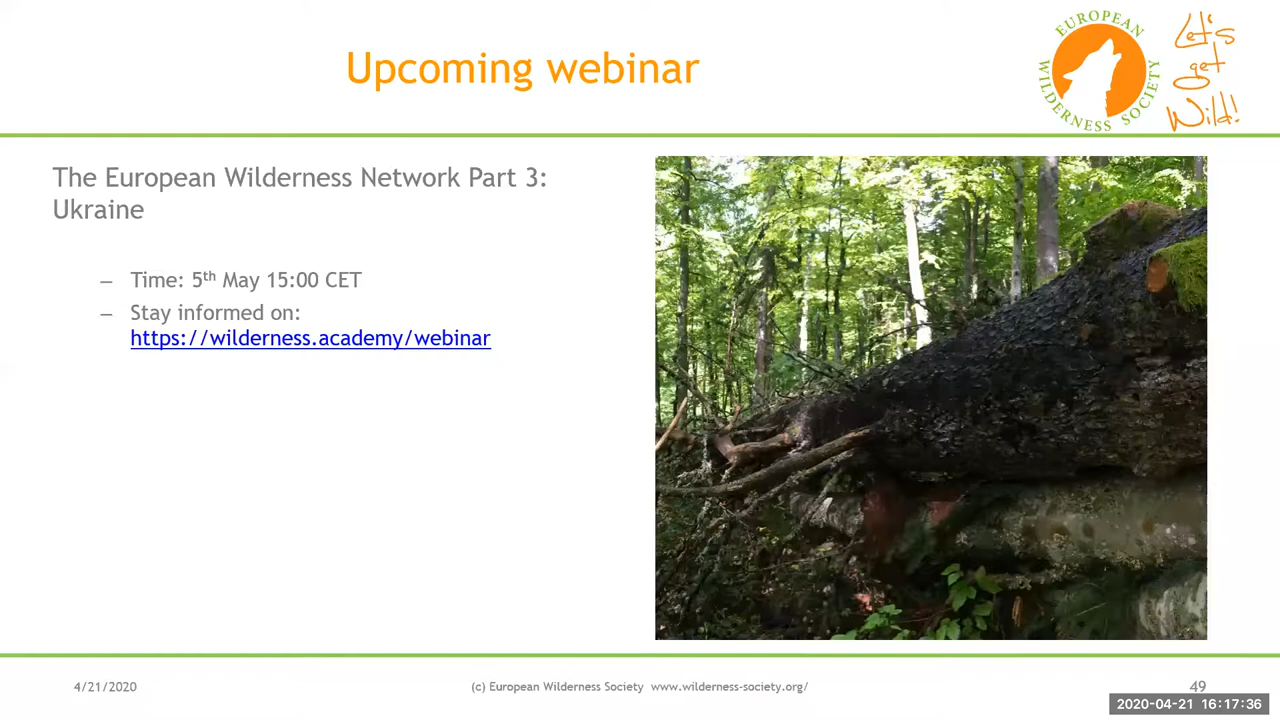 Upcoming webinar
EUROPEAN
WILDERNESS SOCIETY
Let's
get
Wild!
The European Wilderness Network Part 3:
Ukraine
– Time: 5th May 15:00 CET
– Stay informed on:
https://wilderness.academy/webinar
4/21/2020
(c) European Wilderness Society www.wilderness-society.org/
49
2020-04-21 16:17:36